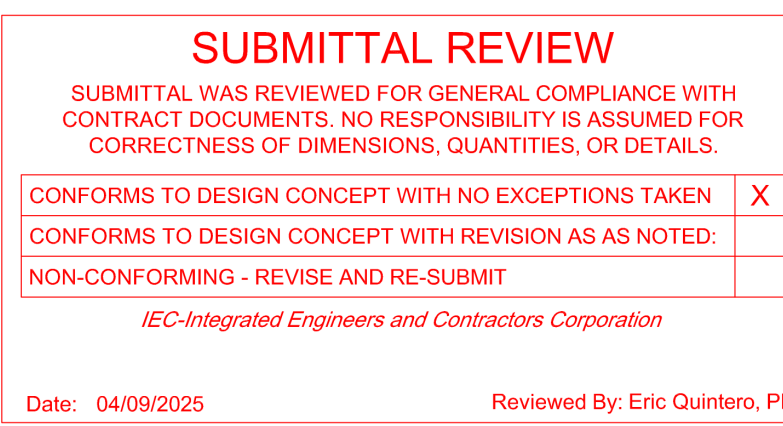 SUBMITTAL REVIEW
SUBMITTAL WAS REVIEWED FOR GENERAL COMPLIANCE WITH
CONTRACT DOCUMENTS. NO RESPONSIBILITY IS ASSUMED FOR
CORRECTNESS OF DIMENSIONS, QUANTITIES, OR DETAILS.
CONFORMS TO DESIGN CONCEPT WITH NO EXCEPTIONS TAKEN X
CONFORMS TO DESIGN CONCEPT WITH REVISION AS AS NOTED:
NON-CONFORMING - REVISE AND RE-SUBMIT
IEC-Integrated Engineers and Contractors Corporation
Date: 04/09/2025 Reviewed By: Eric Quintero,